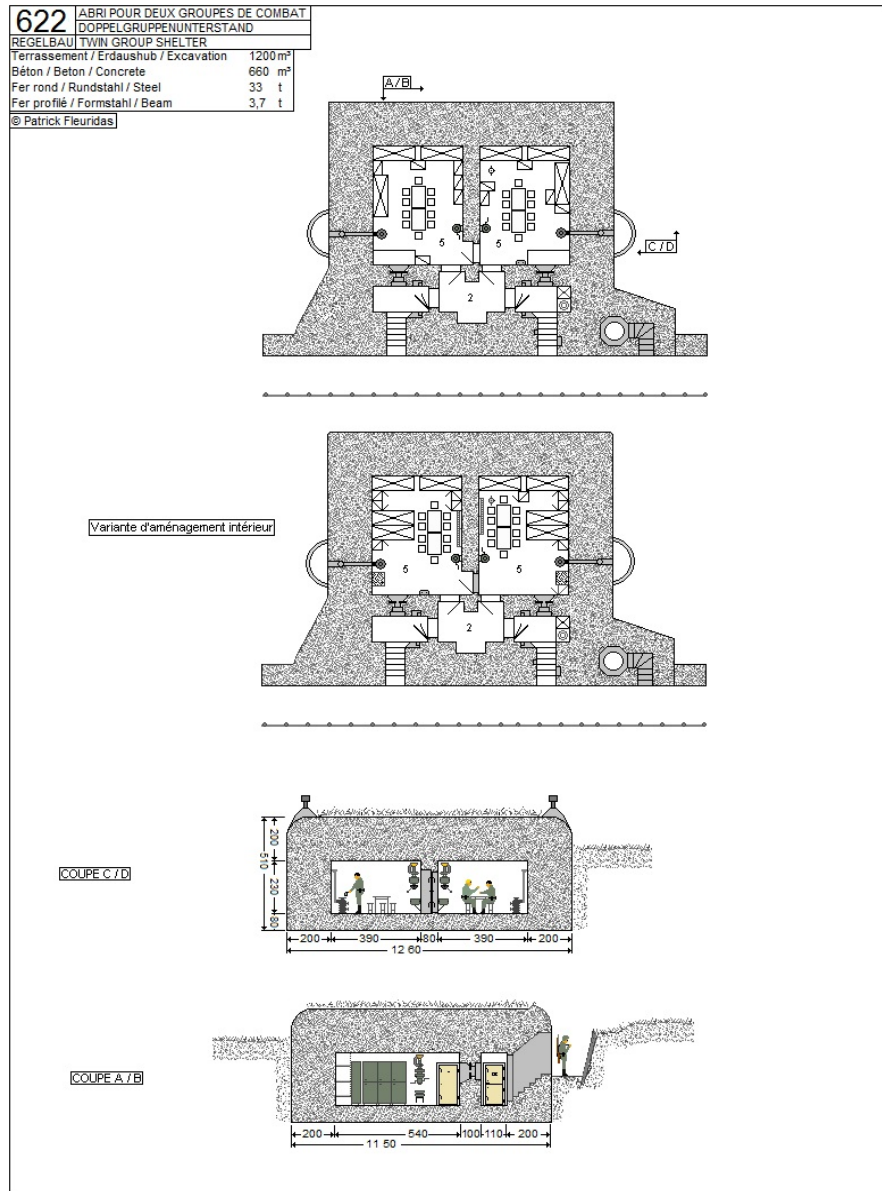 622
ABRI POUR DEUX GROUPES DE COMBAT
DOPPELGRUPPENUNTERSTAND
REGELBAU TWIN GROUP SHELTER
Terrassement / Erdaushub / Excavation 1200 m³
Béton / Beton / Concrete 660 m³
Fer rond / Rundstahl / Steel 33 t
Fer profilé / Formstahl / Beam 3,7 t
© Patrick Fleuridas
A / B
C / D
5
5
2
Variante d'aménagement intérieur
5
5
2
COUPE C / D
200
510
230
80
200 390 80 390 200
12 60
COUPE A / B
200 540 100 110 200
11 50